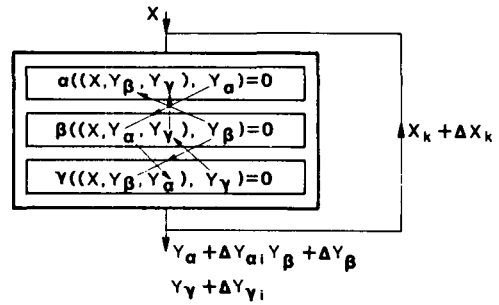 X
α((X,Yβ,Yγ), Yα)=0
β((X,Yα,Yγ), Yβ)=0
Xk+ΔXk
γ((X,Yβ,Yα), Yγ)=0
Yα+ΔYαi Yβ+ΔYβ
Yγ+ΔYγi